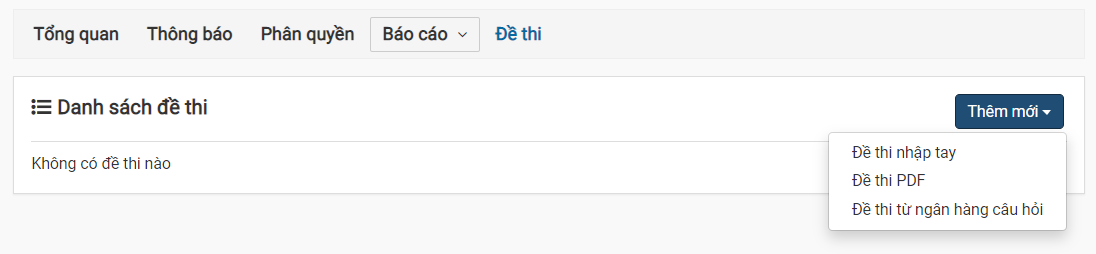 Tổng quan Thông báo Phân quyền Báo cáo Đề thi
Danh sách đề thi
Thêm mới
Không có đề thi nào
Đề thi nhập tay
Đề thi PDF
Đề thi từ ngân hàng câu hỏi